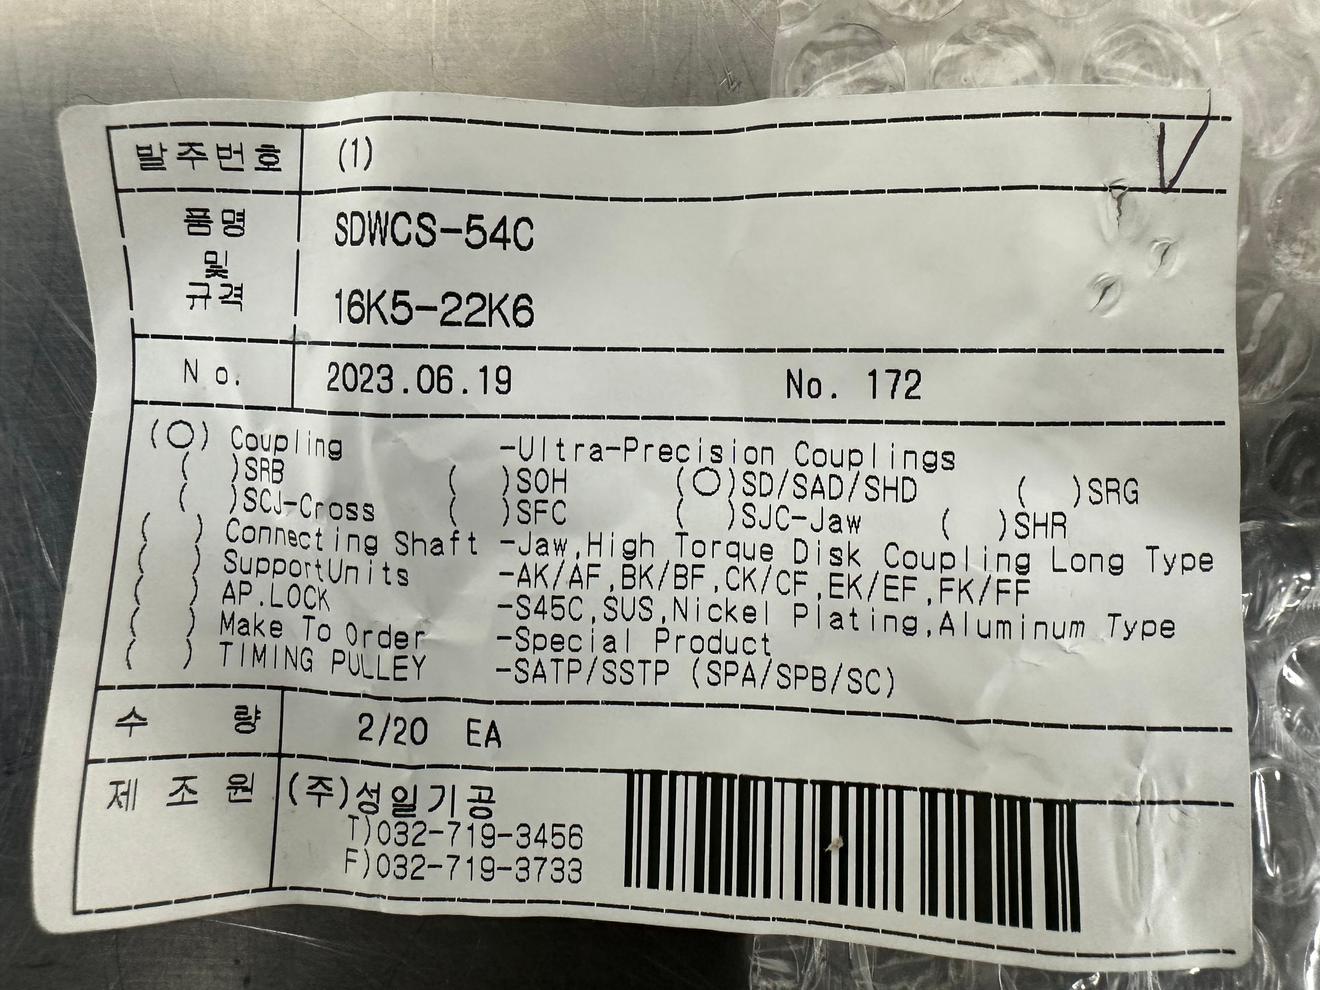 발주번호 (1)
품명 및 규격 SDWCS-54C
16K5-22K6
No. 2023.06.19 No. 172
(○) Coupling -Ultra-Precision Couplings
( )SRB ( )SOH (○)SD/SAD/SHD ( )SRG
( )SCJ-Cross ( )SFC ( )SJC-Jaw ( )SHR
( ) Connecting Shaft -Jaw,High Torque Disk Coupling Long Type
( ) SupportUnits -AK/AF,BK/BF,CK/CF,EK/EF,FK/FF
( ) AP.LOCK -S45C,SUS,Nickel Plating,Aluminum Type
( ) Make To Order -Special Product
( ) TIMING PULLEY -SATP/SSTP (SPA/SPB/SC)
수 량 2/20 EA
제 조 원 (주)성일기공
T)032-719-3456
F)032-719-3733